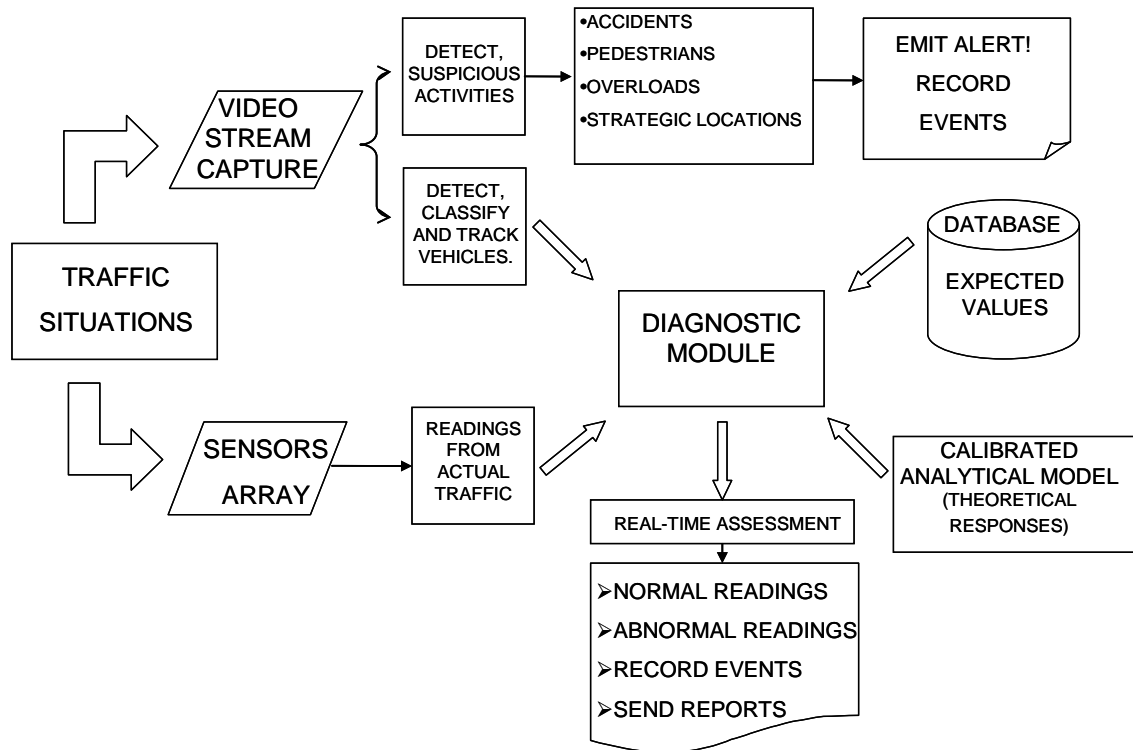 •ACCIDENTS
•PEDESTRIANS
•OVERLOADS
•STRATEGIC LOCATIONS
DETECT,
SUSPICIOUS
ACTIVITIES
EMIT ALERT!
RECORD
EVENTS
VIDEO
STREAM
CAPTURE
DETECT,
CLASSIFY
AND TRACK
VEHICLES.
DATABASE
EXPECTED
VALUES
TRAFFIC
SITUATIONS
DIAGNOSTIC
MODULE
SENSORS
ARRAY
READINGS
FROM
ACTUAL
TRAFFIC
CALIBRATED
ANALYTICAL MODEL
(THEORETICAL
RESPONSES)
REAL-TIME ASSESSMENT
➢NORMAL READINGS
➢ABNORMAL READINGS
➢RECORD EVENTS
➢SEND REPORTS